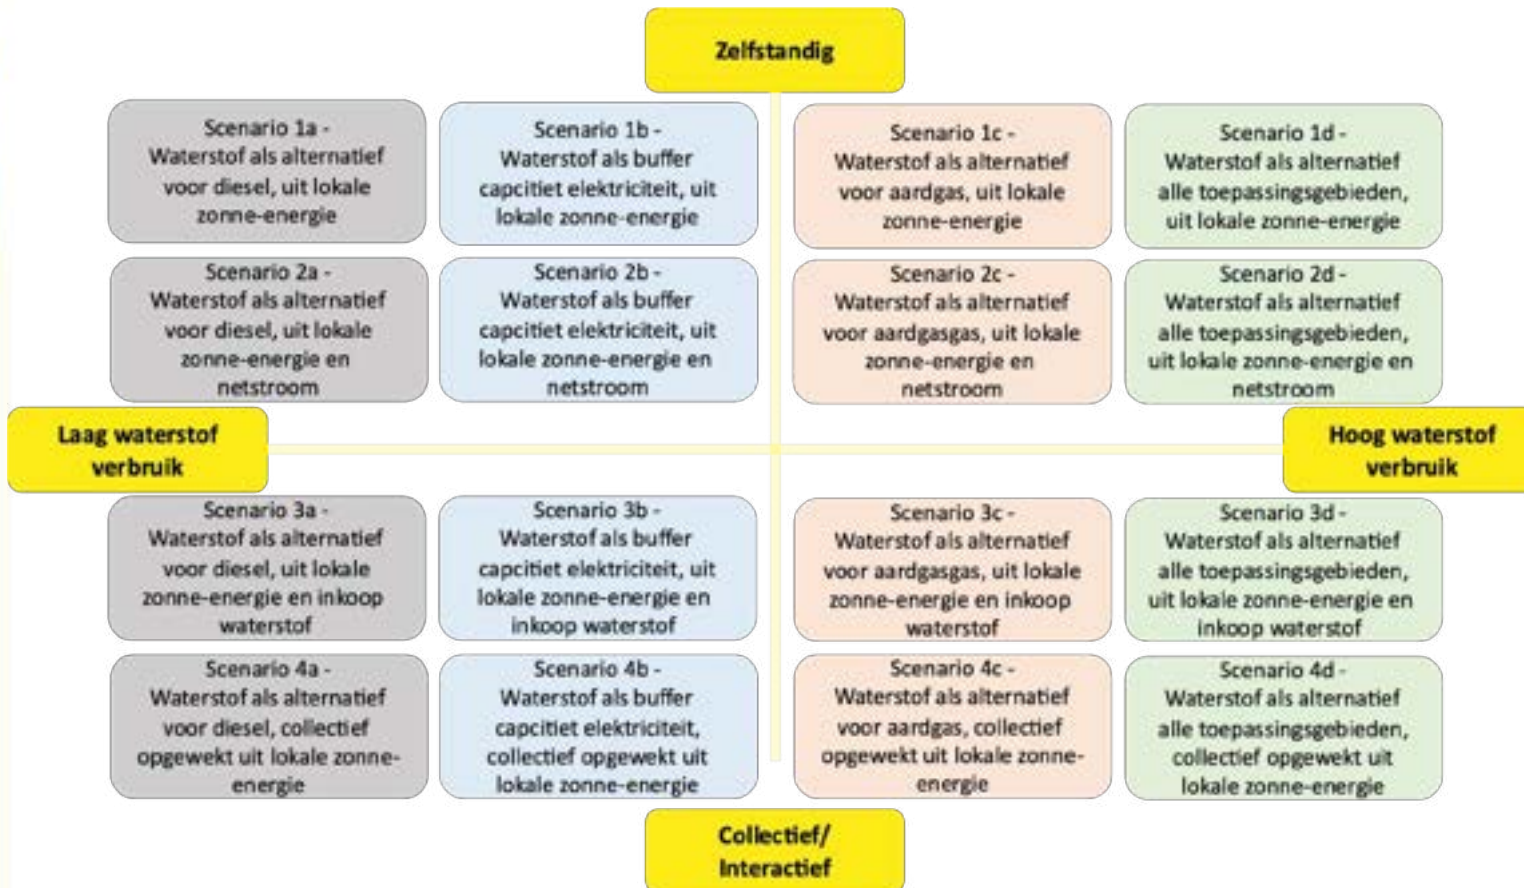 Zelfstandig
Scenario 1a -
Waterstof als alternatief
voor diesel, uit lokale
zonne-energie
Scenario 1b -
Waterstof als buffer
capcitiet elektriciteit, uit
lokale zonne-energie
Scenario 1c -
Waterstof als alternatief
voor aardgas, uit lokale
zonne-energie
Scenario 1d -
Waterstof als alternatief
alle toepassingsgebieden,
uit lokale zonne-energie
Scenario 2a -
Waterstof als alternatief
voor diesel, uit lokale
zonne-energie en
netstroom
Scenario 2b -
Waterstof als buffer
capcitiet elektriciteit, uit
lokale zonne-energie en
netstroom
Scenario 2c -
Waterstof als alternatief
voor aardgasgas, uit lokale
zonne-energie en
netstroom
Scenario 2d -
Waterstof als alternatief
alle toepassingsgebieden,
uit lokale zonne-energie en
netstroom
Laag waterstof
verbruik
Hoog waterstof
verbruik
Scenario 3a -
Waterstof als alternatief
voor diesel, uit lokale
zonne-energie en inkoop
waterstof
Scenario 3b -
Waterstof als buffer
capcitiet elektriciteit, uit
lokale zonne-energie en
inkoop waterstof
Scenario 3c -
Waterstof als alternatief
voor aardgasgas, uit lokale
zonne-energie en inkoop
waterstof
Scenario 3d -
Waterstof als alternatief
alle toepassingsgebieden,
uit lokale zonne-energie en
inkoop waterstof
Scenario 4a -
Waterstof als alternatief
voor diesel, collectief
opgewekt uit lokale zonne-
energie
Scenario 4b -
Waterstof als buffer
capcitiet elektriciteit,
collectief opgewekt uit
lokale zonne-energie
Scenario 4c -
Waterstof als alternatief
voor aardgas, collectief
opgewekt uit lokale zonne-
energie
Scenario 4d -
Waterstof als alternatief
alle toepassingsgebieden,
collectief opgewekt uit
lokale zonne-energie
Collectief/
Interactief